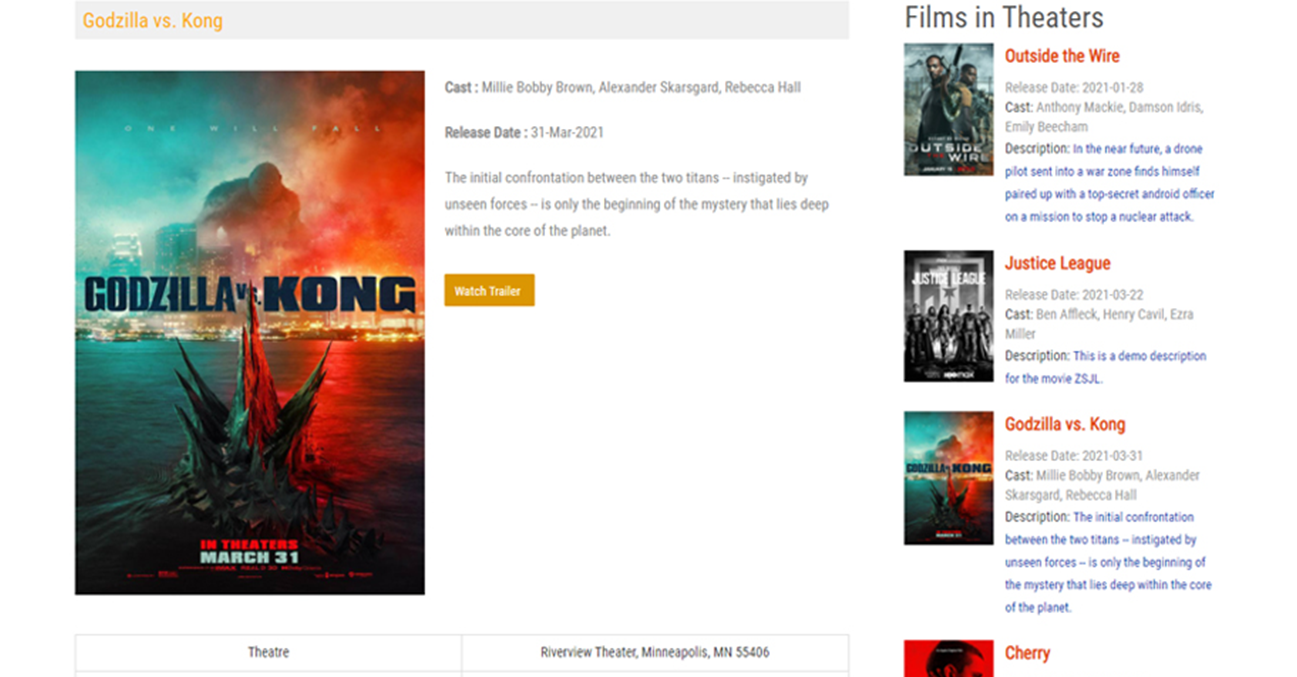 Godzilla vs. Kong
ONE WILL FALL
GODZILLA vs. KONG
IN THEATERS
MARCH 31
Cast : Millie Bobby Brown, Alexander Skarsgard, Rebecca Hall
Release Date : 31-Mar-2021
The initial confrontation between the two titans -- instigated by
unseen forces -- is only the beginning of the mystery that lies deep
within the core of the planet.
Watch Trailer
Theatre
Riverview Theater, Minneapolis, MN 55406
Films in Theaters
OUTSIDE
THE WIRE
Outside the Wire
Release Date: 2021-01-28
Cast: Anthony Mackie, Damson Idris,
Emily Beecham
Description: In the near future, a drone
pilot sent into a war zone finds himself
paired up with a top-secret android officer
on a mission to stop a nuclear attack.
JUSTICE LEAGUE
Justice League
Release Date: 2021-03-22
Cast: Ben Affleck, Henry Cavil, Ezra
Miller
Description: This is a demo description
for the movie ZSJL.
GODZILLA vs. KONG
Godzilla vs. Kong
Release Date: 2021-03-31
Cast: Millie Bobby Brown, Alexander
Skarsgard, Rebecca Hall
Description: The initial confrontation
between the two titans -- instigated by
unseen forces -- is only the beginning of
the mystery that lies deep within the core
of the planet.
Cherry